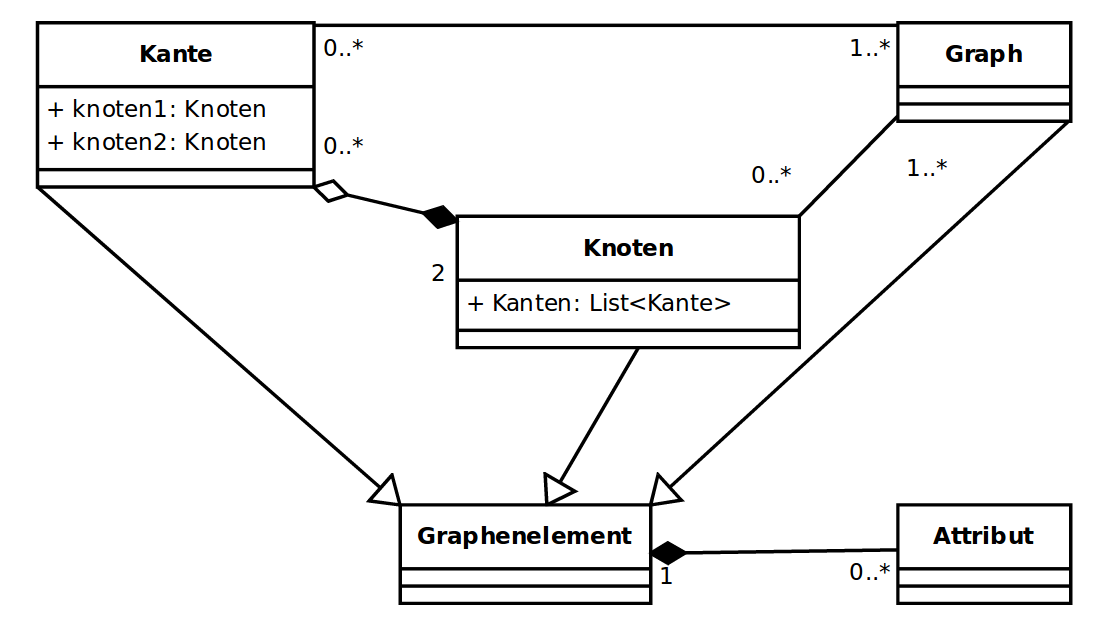 Kante
+ knoten1: Knoten
+ knoten2: Knoten
0..*
1..*
Graph
0..*
0..*
1..*
Knoten
+ Kanten: List<Kante>
2
Graphenelement
1
0..*
Attribut